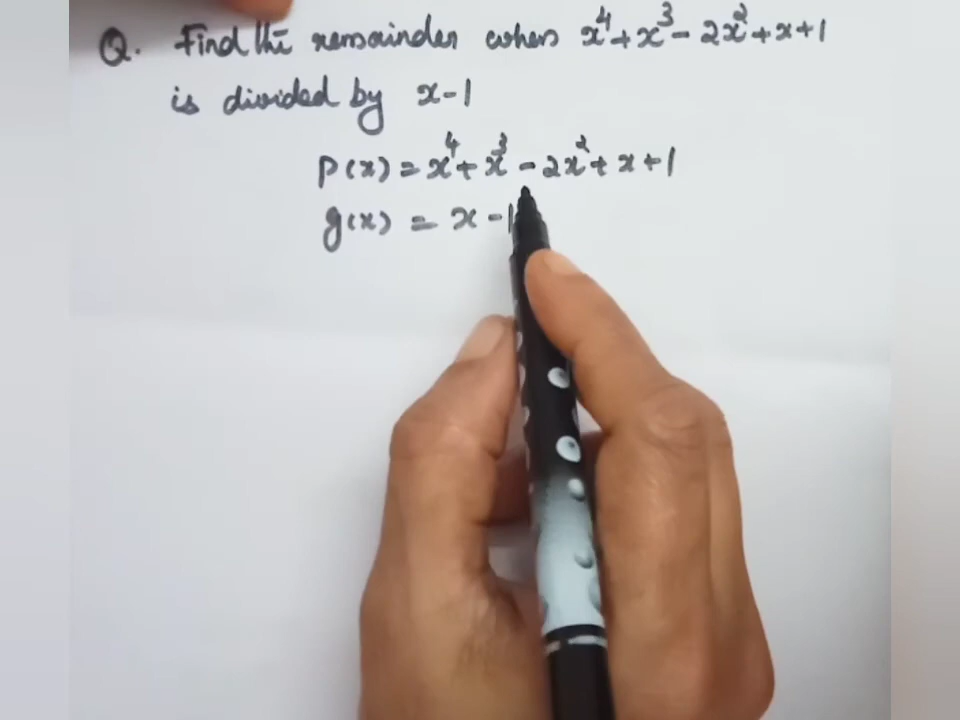 Q. Find the remainder when x⁴+x³-2x²+x+1
is divided by x-1
P(x)=x⁴+x³-2x²+x+1
g(x) = x-1